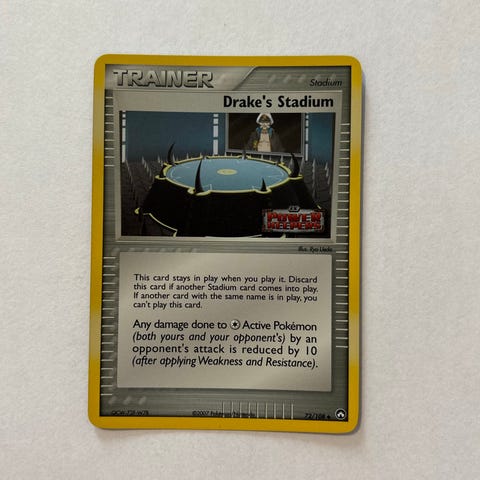 TRAINER
Stadium
Drake's Stadium
EX
POWER
KEEPERS
Illus. Ryo Ueda
This card stays in play when you play it. Discard
this card if another Stadium card comes into play.
If another card with the same name is in play, you
can't play this card.
Any damage done to Active Pokémon
(both yours and your opponent's) by an
opponent's attack is reduced by 10
(after applying Weakness and Resistance).
©2007 Pokémon/Nintendo
72/108